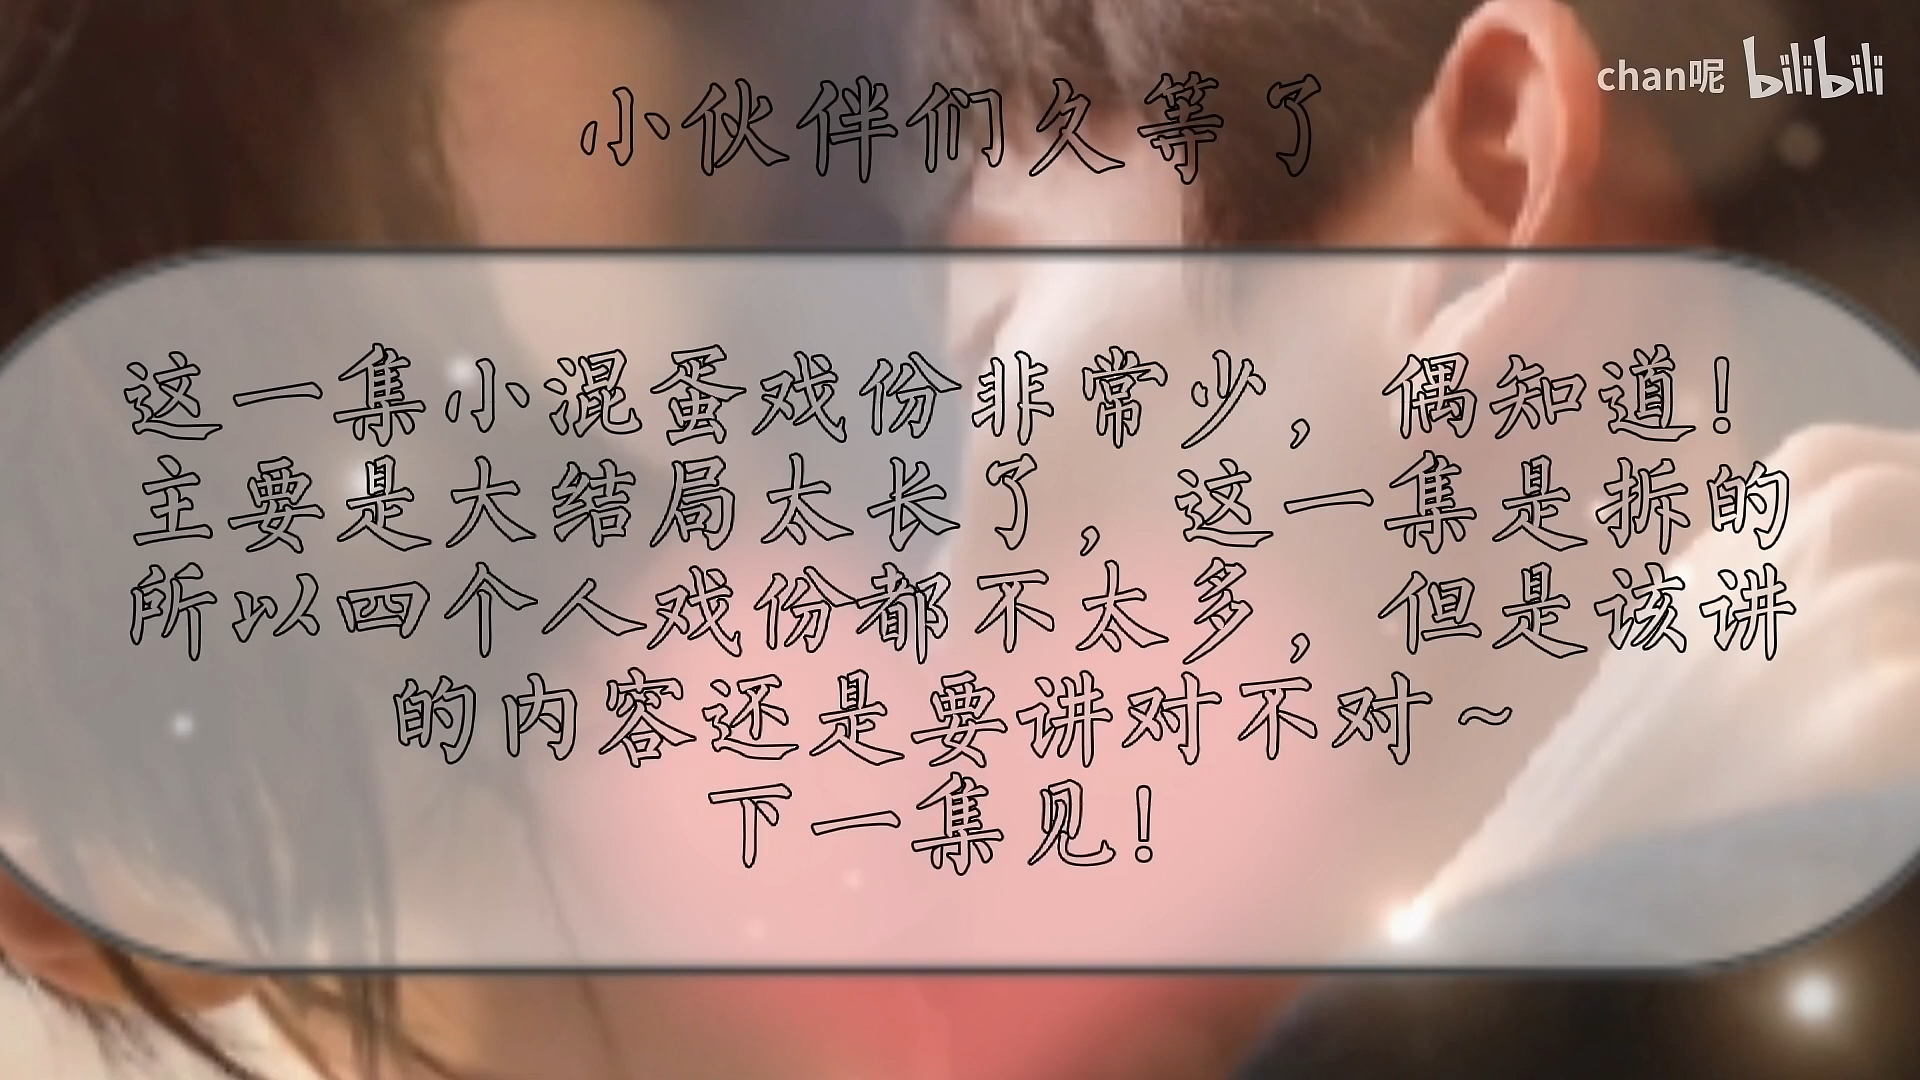 chan呢 bilibili
小伙伴们久等了
这一集小混蛋戏份非常少，偶知道！
主要是大结局太长了，这一集是拆的
所以四个人戏份都不太多，但是该讲
的内容还是要讲对不对~
下一集见！